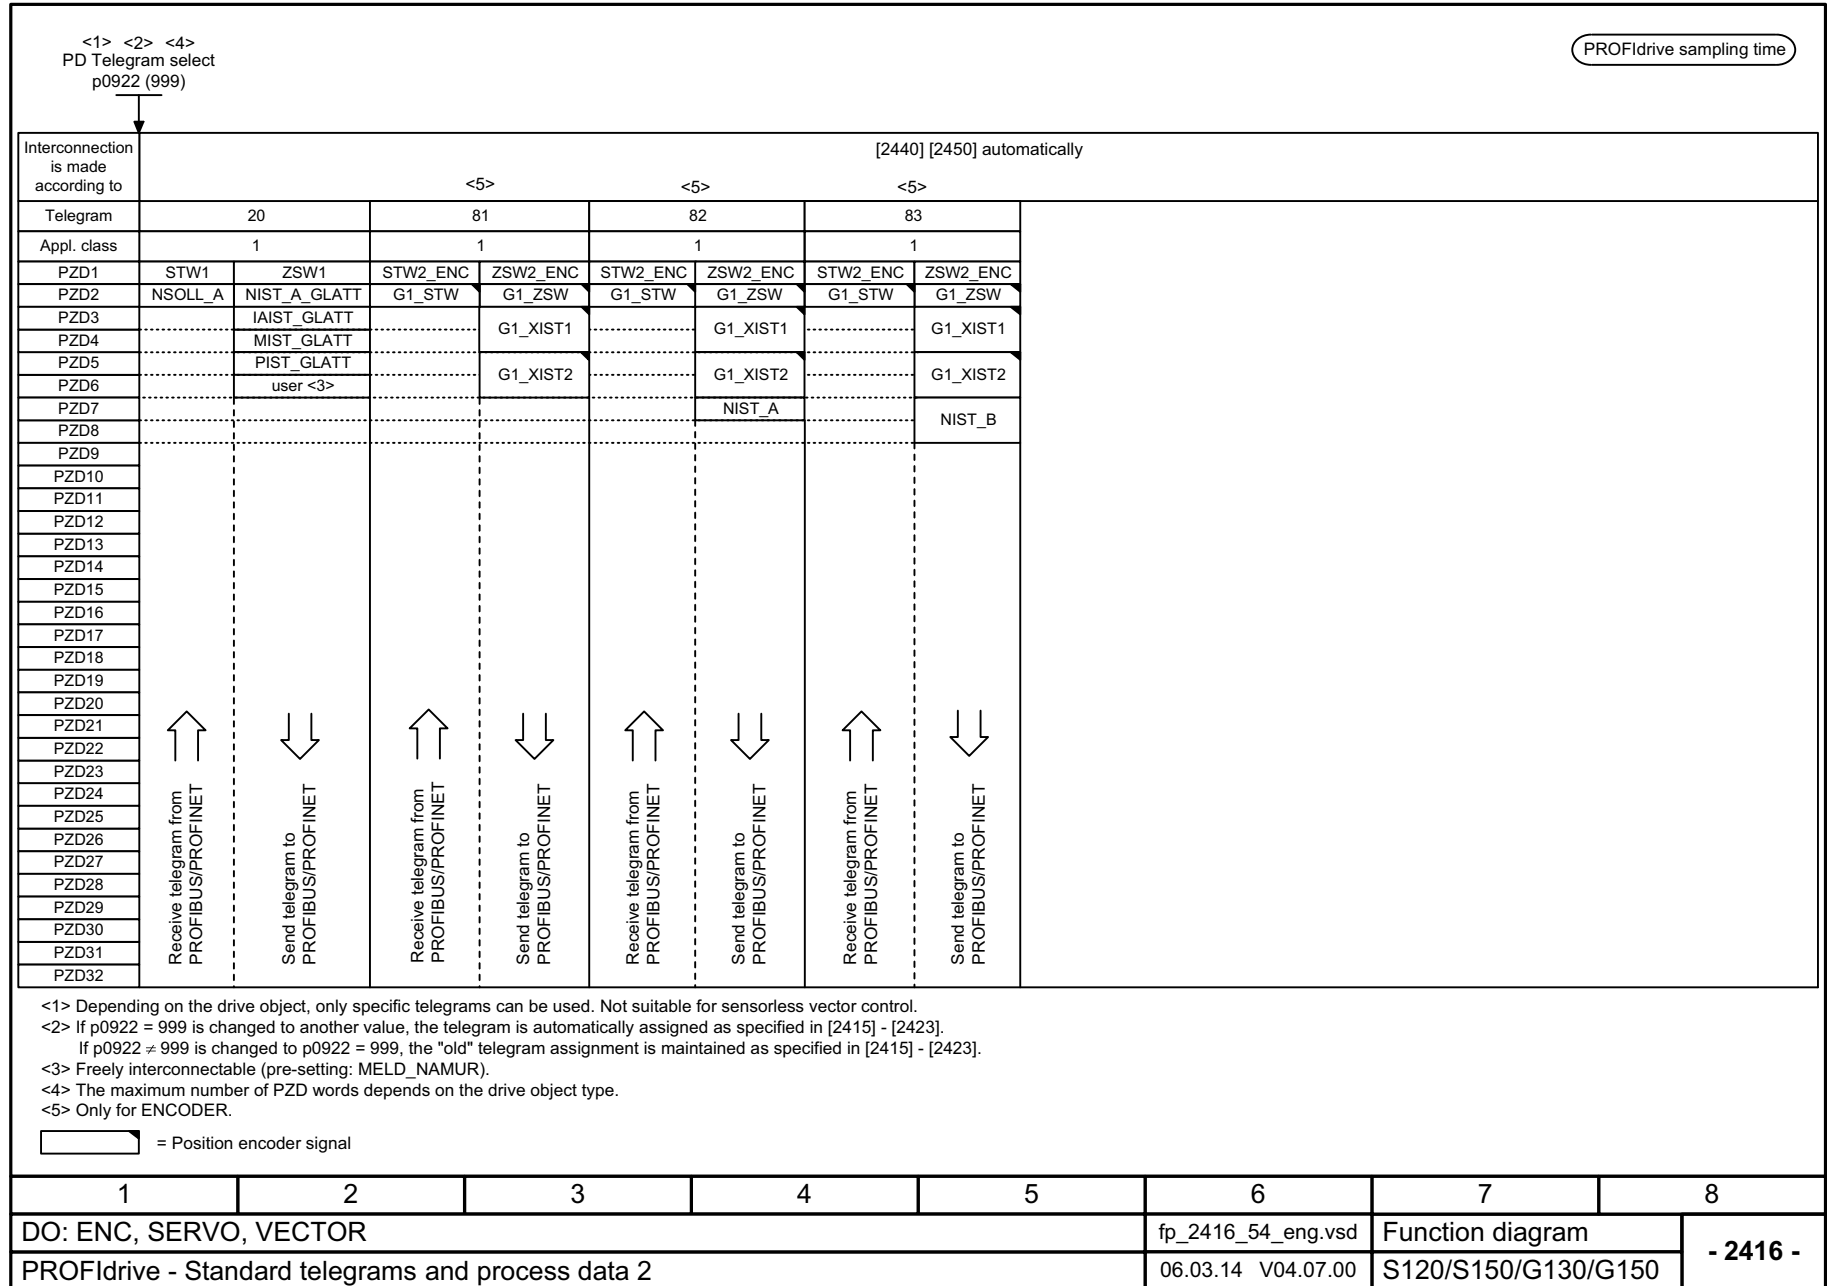 <1> <2> <4>
PD Telegram select
p0922 (999)
PROFIdrive sampling time
Interconnection
is made
according to
[2440] [2450] automatically
<5> <5> <5>
Telegram 20 81 82 83
Appl. class 1 1 1 1
PZD1 STW1 ZSW1 STW2_ENC ZSW2_ENC STW2_ENC ZSW2_ENC STW2_ENC ZSW2_ENC
PZD2 NSOLL_A NIST_A_GLATT G1_STW G1_ZSW G1_STW G1_ZSW G1_STW G1_ZSW
PZD3 IAIST_GLATT
G1_XIST1 G1_XIST1 G1_XIST1
PZD4 MIST_GLATT
PZD5 PIST_GLATT
G1_XIST2 G1_XIST2 G1_XIST2
PZD6 user <3>
PZD7 NIST_A
NIST_B
PZD8
PZD9
PZD10
PZD11
PZD12
PZD13
PZD14
PZD15
PZD16
PZD17
PZD18
PZD19
PZD20
PZD21
PZD22
PZD23
PZD24
PZD25
PZD26
PZD27
PZD28
PZD29
PZD30
PZD31
PZD32
Receive telegram from
PROFIBUS/PROFINET
Send telegram to
PROFIBUS/PROFINET
Receive telegram from
PROFIBUS/PROFINET
Send telegram to
PROFIBUS/PROFINET
Receive telegram from
PROFIBUS/PROFINET
Send telegram to
PROFIBUS/PROFINET
Receive telegram from
PROFIBUS/PROFINET
Send telegram to
PROFIBUS/PROFINET
<1> Depending on the drive object, only specific telegrams can be used. Not suitable for sensorless vector control.
<2> If p0922 = 999 is changed to another value, the telegram is automatically assigned as specified in [2415] - [2423].
If p0922 ≠ 999 is changed to p0922 = 999, the "old" telegram assignment is maintained as specified in [2415] - [2423].
<3> Freely interconnectable (pre-setting: MELD_NAMUR).
<4> The maximum number of PZD words depends on the drive object type.
<5> Only for ENCODER.
= Position encoder signal
1 2 3 4 5 6 7 8
DO: ENC, SERVO, VECTOR fp_2416_54_eng.vsd Function diagram
- 2416 -
PROFIdrive - Standard telegrams and process data 2 06.03.14 V04.07.00 S120/S150/G130/G150